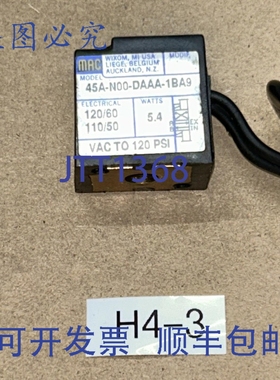 盗图必究
MAC
WIXOM, MI-USA
LIEGE, BELGIUM
AUCKLAND, N.Z.
MADE
MODEL
45A-N00-DAAA-1BA9
ELECTRICAL
WATTS
120/60
110/50
5.4
VAC TO 120 PSI
JTT1368
H4-3
可开发票 顺丰包邮